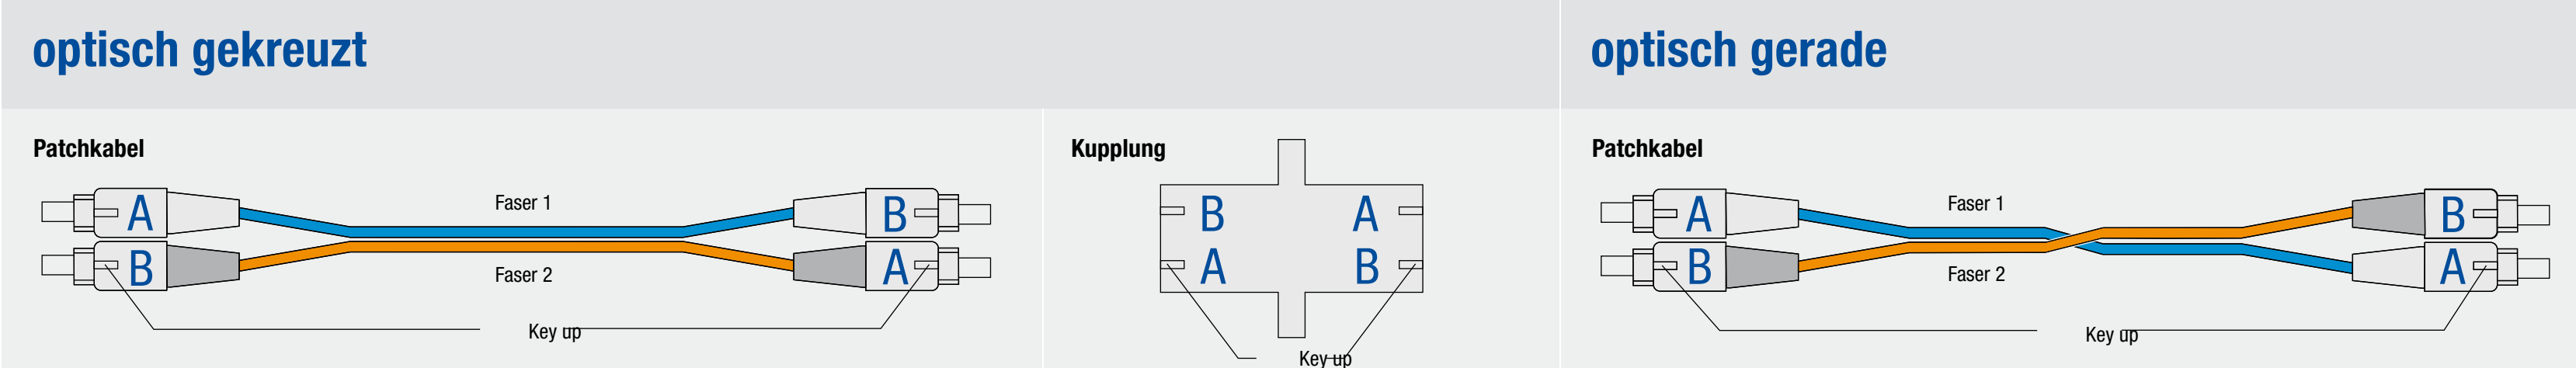 optisch gekreuzt
optisch gerade
Patchkabel
A
Faser 1
B
B
Faser 2
A
Key up
Kupplung
B A
A B
Key up
Patchkabel
A
Faser 1
B
B
Faser 2
A
Key up